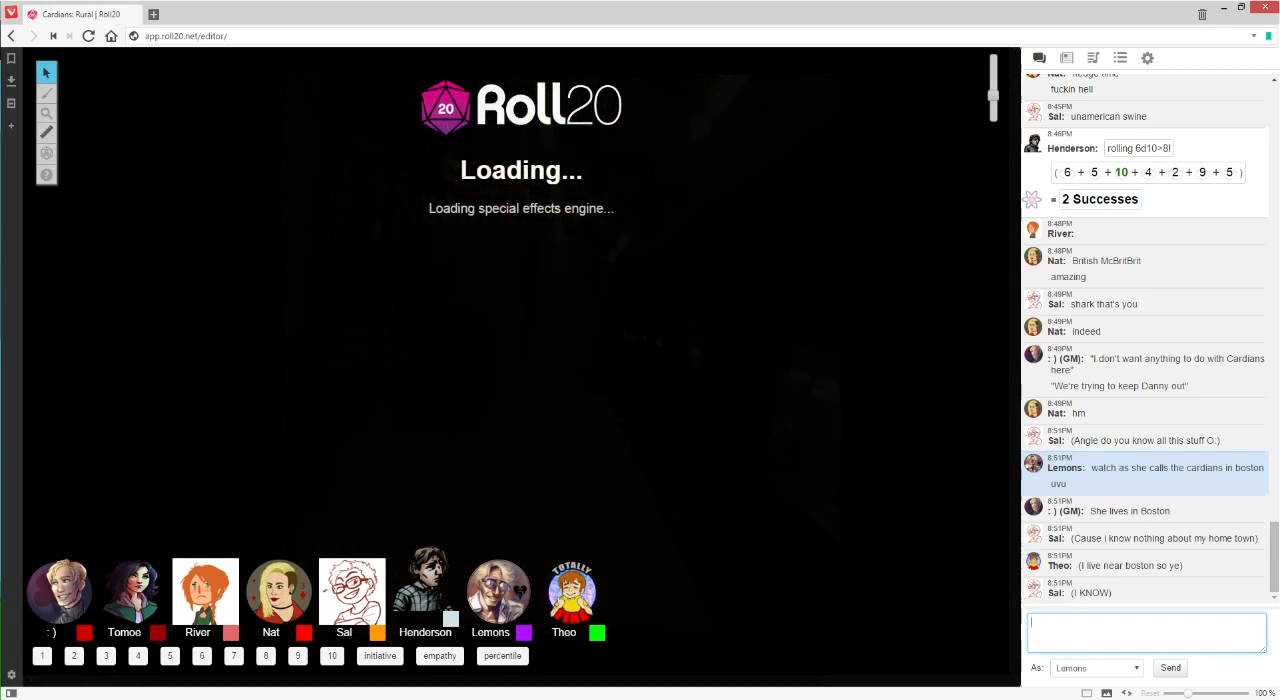 Cardians: Rural | Roll20
app.roll20.net/editor/
20 Roll20
Loading...
Loading special effects engine...
fuckin hell
8:45PM
Sal: unamerican swine
8:46PM
Henderson: rolling 6d10>8!
( 6 + 5 + 10 + 4 + 2 + 9 + 5 )
= 2 Successes
8:48PM
River:
8:48PM
Nat: British McBritBrit
amazing
8:49PM
Sal: shark that's you
8:49PM
Nat: indeed
8:49PM
: ) (GM): "I don't want anything to do with Cardians
here"
"We're trying to keep Danny out"
8:49PM
Nat: hm
8:51PM
Sal: (Angie do you know all this stuff O:)
8:51PM
Lemons: watch as she calls the cardians in boston
uvu
8:51PM
: ) (GM): She lives in Boston
8:51PM
Sal: (Cause i know nothing about my home town)
8:51PM
Theo: (I live near boston so ye)
8:51PM
Sal: (I KNOW)
As: Lemons Send
TOTALLY
: ) Tomoe River Nat Sal Henderson Lemons Theo
1 2 3 4 5 6 7 8 9 10 initiative empathy percentile
Reset 100 %